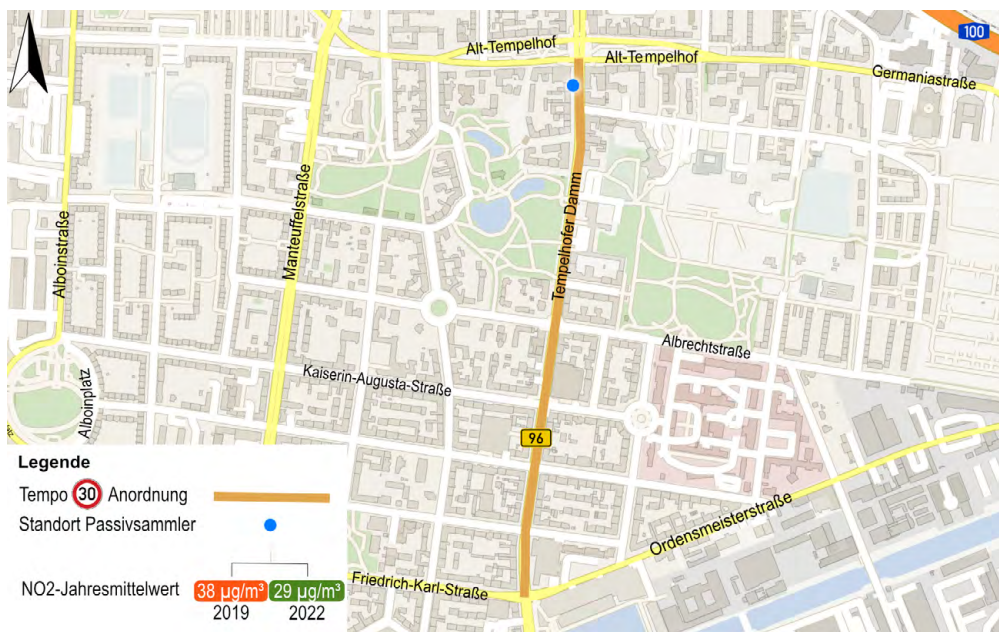 100
Alt-Tempelhof
Alt-Tempelhof
Germaniastraße
Manteuffelstraße
Alboinstraße
Tempelhofer Damm
Albrechtstraße
Kaiserin-Augusta-Straße
Alboinplatz
96
Ordensmeisterstraße
Friedrich-Karl-Straße
Legende
Tempo 30 Anordnung
Standort Passivsammler
NO2-Jahresmittelwert 38 µg/m³ 29 µg/m³
2019 2022